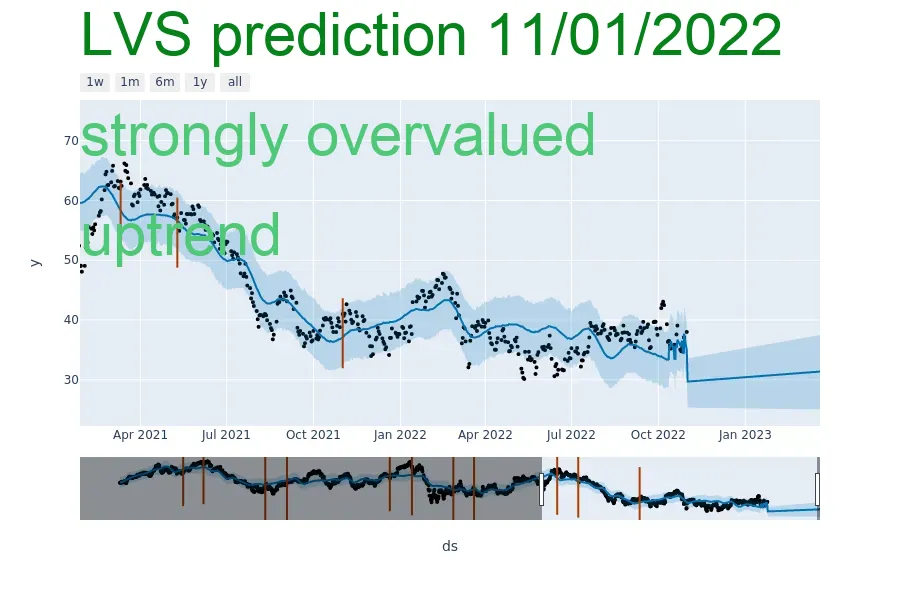 LVS prediction 11/01/2022
1w 1m 6m 1y all
strongly overvalued
uptrend
70
60
50
40
30
y
Apr 2021 Jul 2021 Oct 2021 Jan 2022 Apr 2022 Jul 2022 Oct 2022 Jan 2023
ds